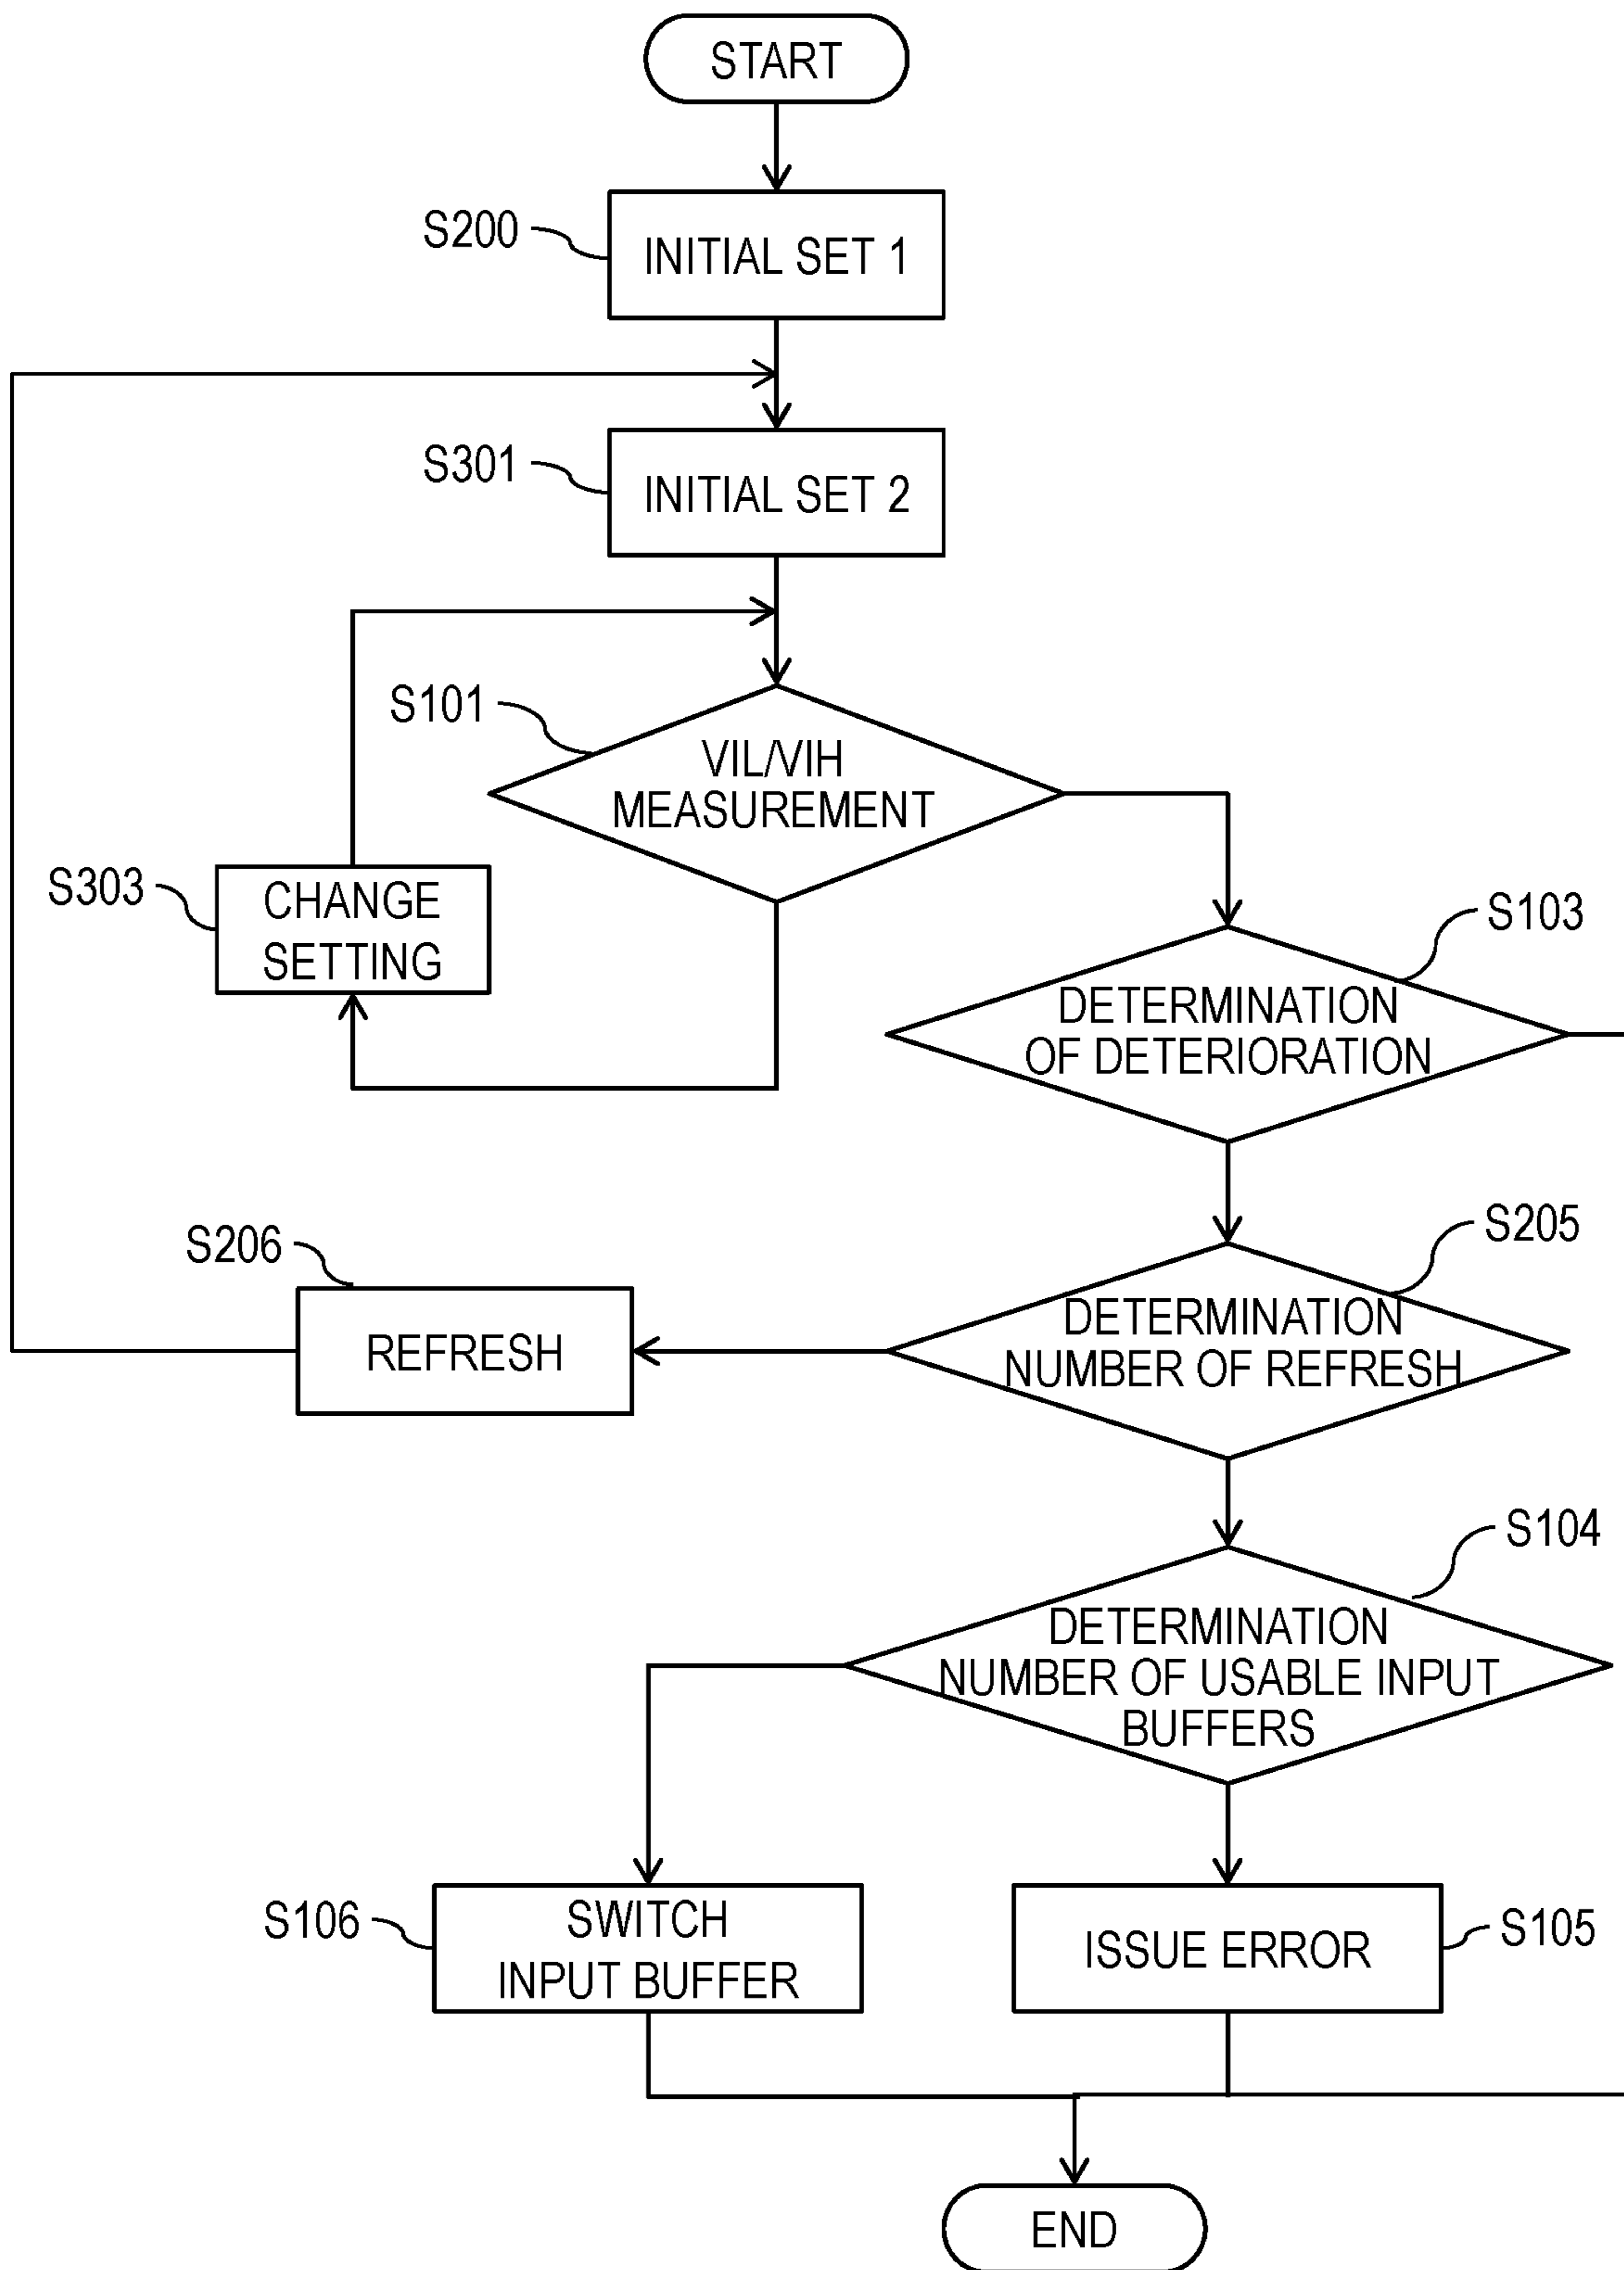 START
S200
INITIAL SET 1
S301
INITIAL SET 2
S101
VIL/VIH
MEASUREMENT
S303
CHANGE
SETTING
S103
DETERMINATION
OF DETERIORATION
S206
REFRESH
S205
DETERMINATION
NUMBER OF REFRESH
S104
DETERMINATION
NUMBER OF USABLE INPUT
BUFFERS
S106
SWITCH
INPUT BUFFER
ISSUE ERROR
S105
END